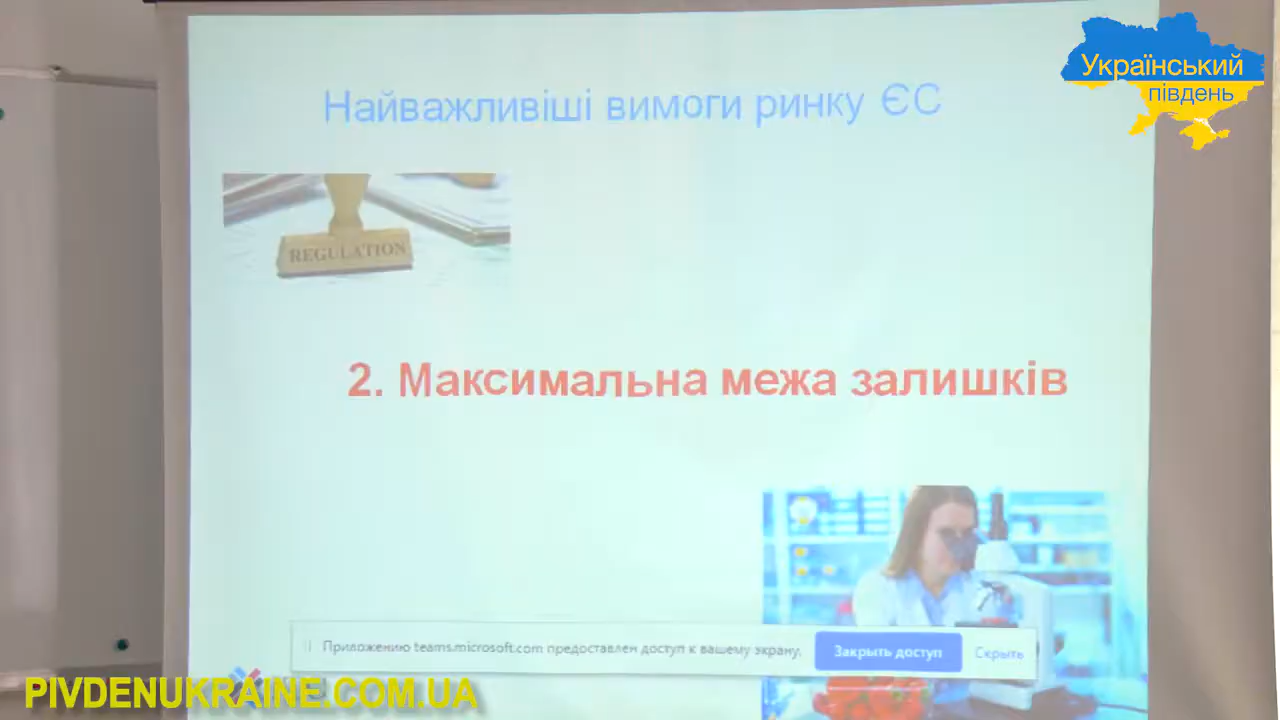 Український
південь
Найважливіші вимоги ринку ЄС
REGULATION
2. Максимальна межа залишків
Приложению teams.microsoft.com предоставлен доступ к вашему экрану.
Закрыть доступ
Скрыть
PIVDENUKRAINE.COM.UA